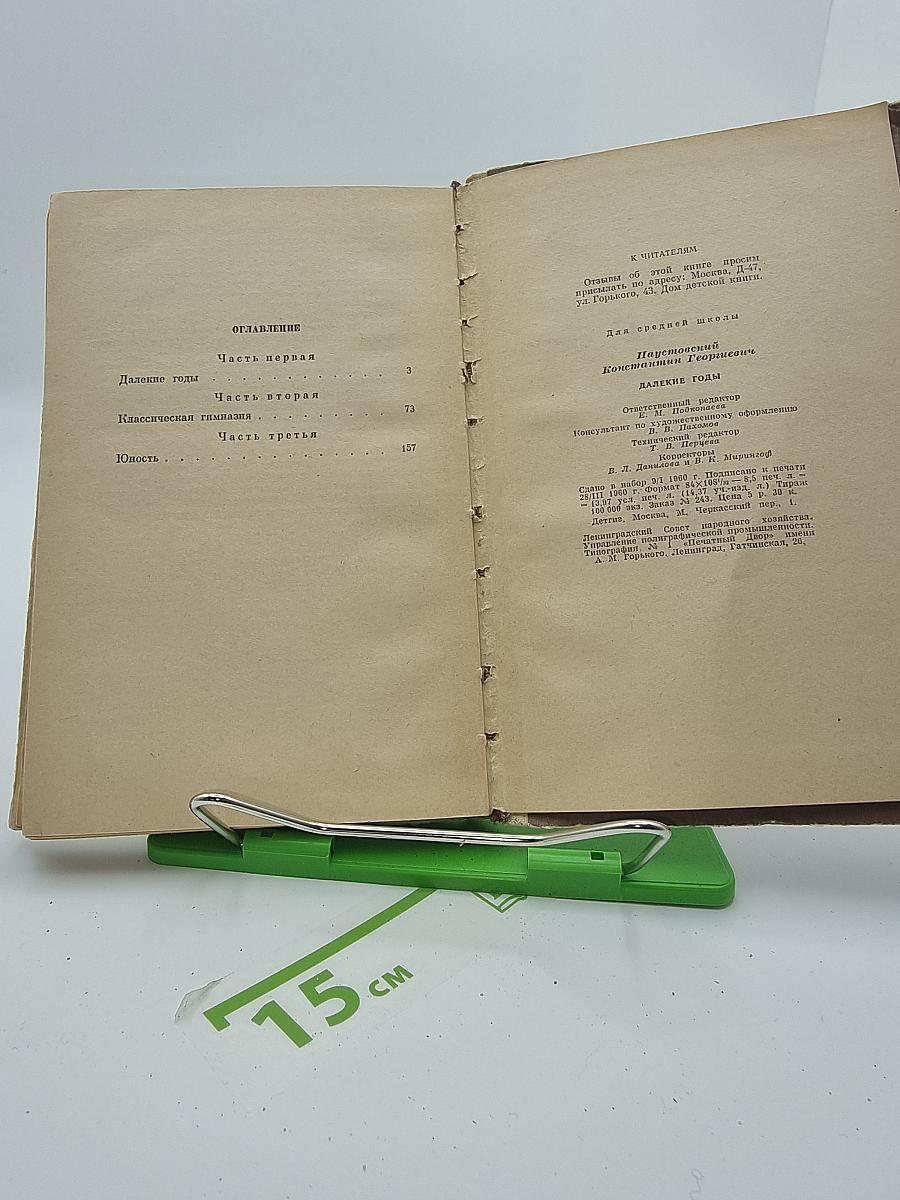 ОГЛАВЛЕНИЕ
Часть первая
Далекие годы . . . . . . . . . . . . . 3
Часть вторая
Классическая гимназия . . . . . . . . . 73
Часть третья
Юность . . . . . . . . . . . . . . . . 157
К ЧИТАТЕЛЯМ
Отзывы об этой книге просим
присылать по адресу: Москва, Д-47,
ул. Горького, 43. Дом детской книги.
Для средней школы
Паустовский
Константин Георгиевич
ДАЛЕКИЕ ГОДЫ
Ответственный редактор
Е. М. Подкопаева
Консультант по художественному оформлению
В. В. Пахомов
Технический редактор
Т. В. Перцева
Корректоры
В. Л. Данилова и В. К. Мирингоф
Сдано в набор 9/I 1960 г. Подписано к печати
28/III 1960 г. Формат 84×108¹/₃₂ — 8,5 печ. л. =
= 13,97 усл. печ. л. (14,37 уч.-изд. л.) Тираж
100 000 экз. Заказ № 243. Цена 5 р. 30 к.
Детгиз, Москва, М. Черкасский пер., 1.
Ленинградский Совет народного хозяйства.
Управление полиграфической промышленности.
Типография № 1 «Печатный Двор» имени
А. М. Горького, Ленинград, Гатчинская, 26.
15 см